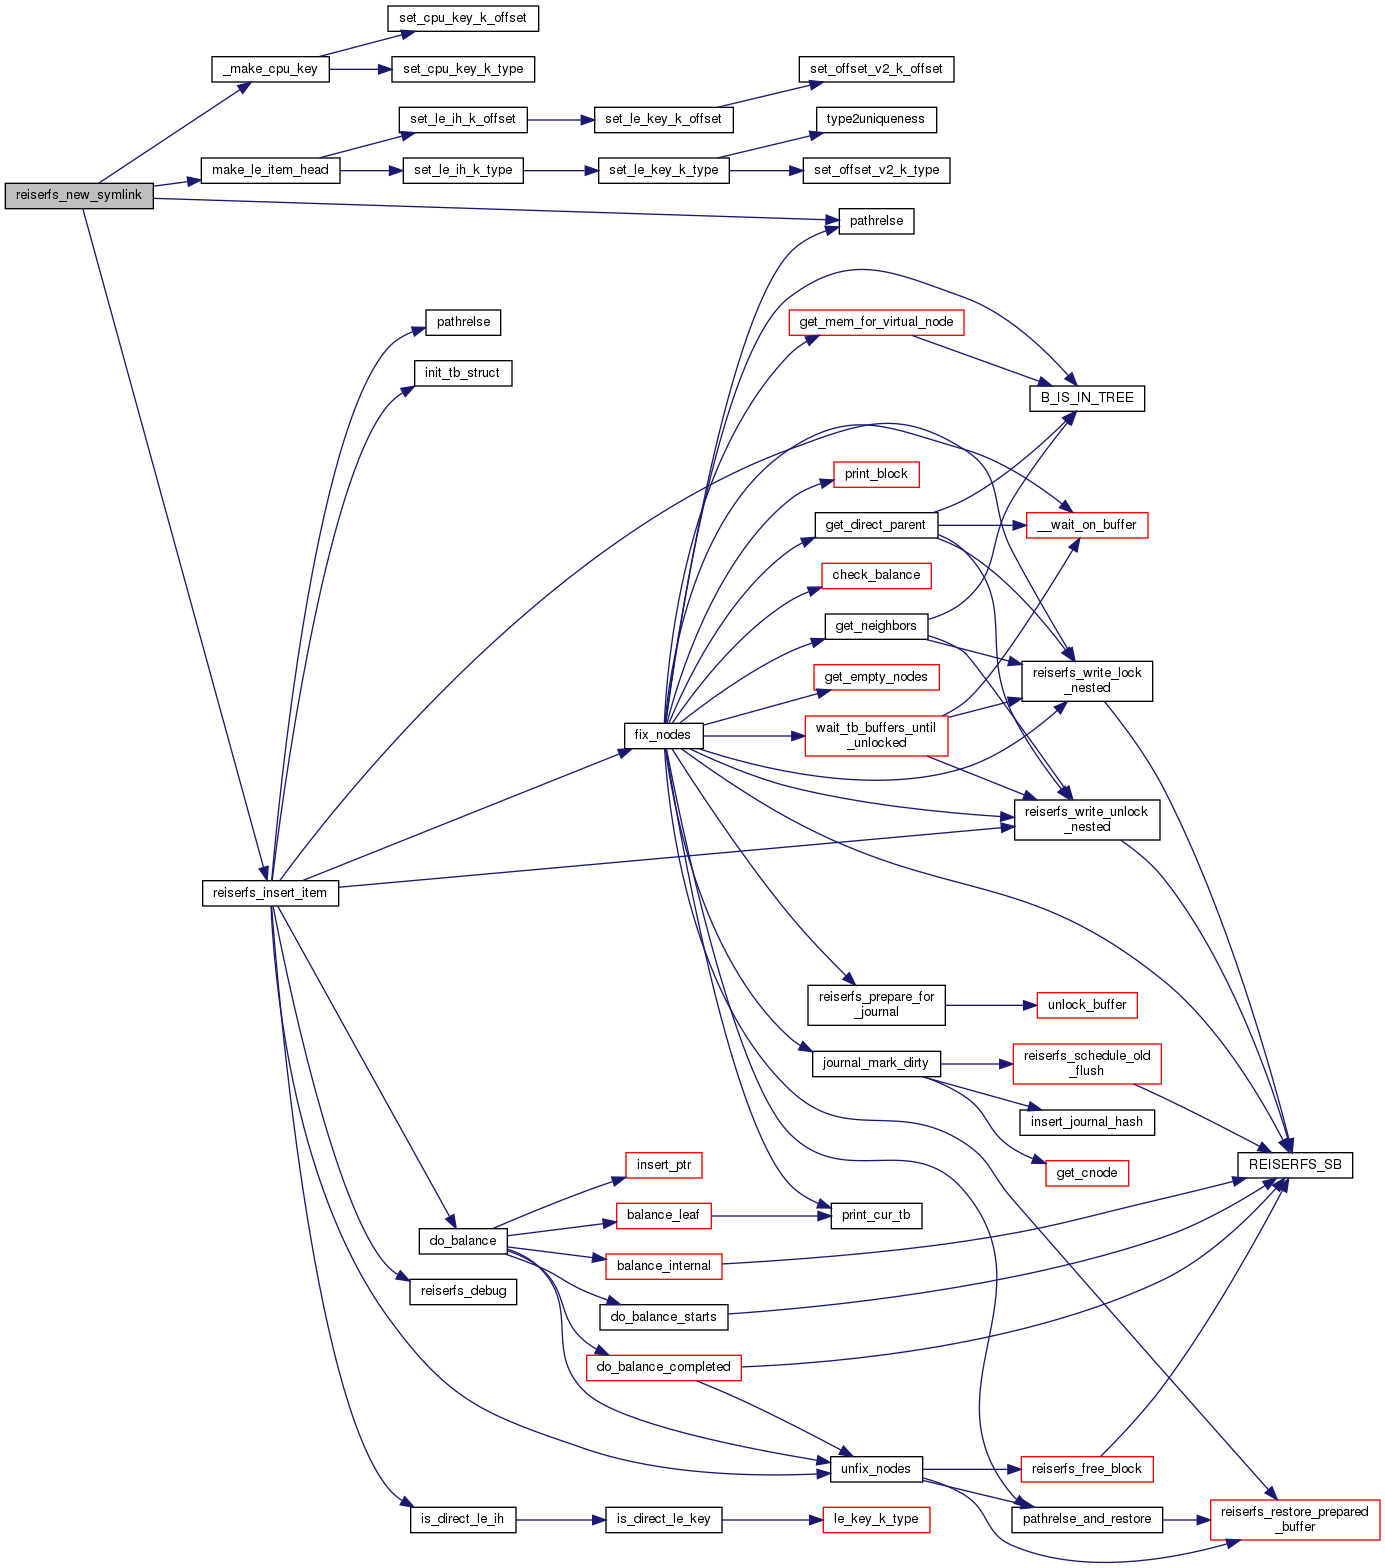 set_cpu_key_k_offset
_make_cpu_key
set_cpu_key_k_type
set_offset_v2_k_offset
set_le_ih_k_offset
set_le_key_k_offset
type2uniqueness
make_le_item_head
set_le_ih_k_type
set_le_key_k_type
set_offset_v2_k_type
reiserfs_new_symlink
pathrelse
pathrelse
get_mem_for_virtual_node
init_tb_struct
B_IS_IN_TREE
print_block
get_direct_parent
__wait_on_buffer
check_balance
get_neighbors
get_empty_nodes
reiserfs_write_lock
_nested
fix_nodes
wait_tb_buffers_until
_unlocked
reiserfs_write_unlock
_nested
reiserfs_insert_item
reiserfs_prepare_for
_journal
unlock_buffer
journal_mark_dirty
reiserfs_schedule_old
_flush
insert_journal_hash
insert_ptr
get_cnode
REISERFS_SB
balance_leaf
print_cur_tb
do_balance
balance_internal
reiserfs_debug
do_balance_starts
do_balance_completed
unfix_nodes
reiserfs_free_block
is_direct_le_ih
is_direct_le_key
le_key_k_type
pathrelse_and_restore
reiserfs_restore_prepared
_buffer